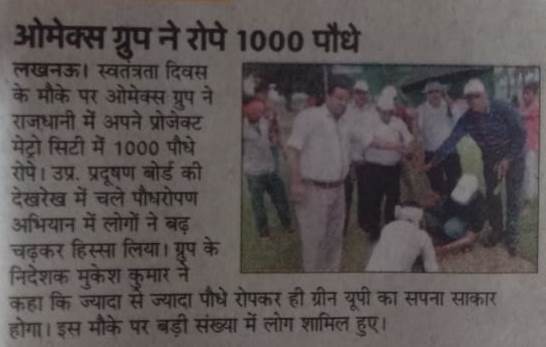 ओमेक्स ग्रुप ने रोपे 1000 पौधे
लखनऊ। स्वतंत्रता दिवस
के मौके पर ओमेक्स ग्रुप ने
राजधानी में अपने प्रोजेक्ट
मेट्रो सिटी में 1000 पौधे
रोपे। उप्र. प्रदूषण बोर्ड की
देखरेख में चले पौधरोपण
अभियान में लोगों ने बढ़
चढ़कर हिस्सा लिया। ग्रुप के
निदेशक मुकेश कुमार ने
कहा कि ज्यादा से ज्यादा पौधे रोपकर ही ग्रीन यूपी का सपना साकार
होगा। इस मौके पर बड़ी संख्या में लोग शामिल हुए।